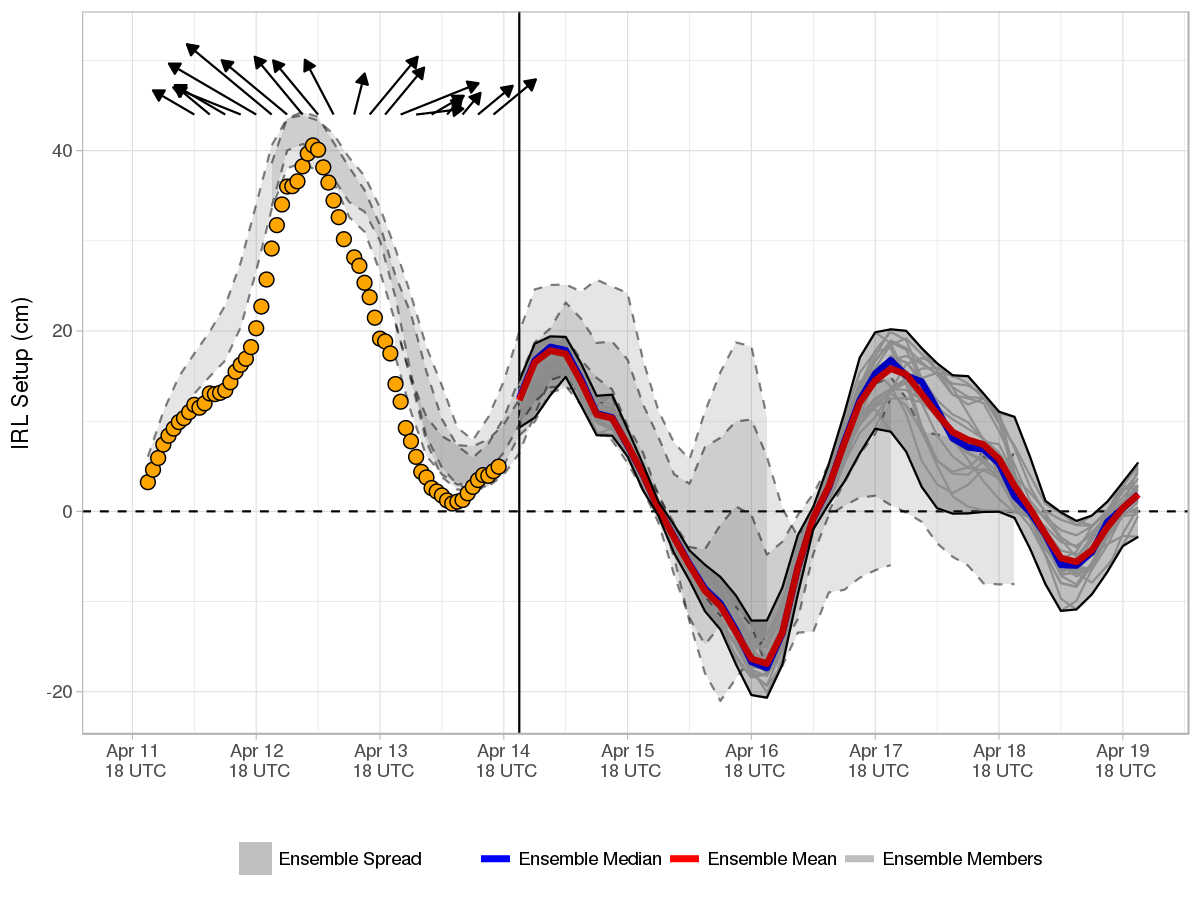 IRL Setup (cm)
40
20
0
-20
Apr 11
18 UTC
Apr 12
18 UTC
Apr 13
18 UTC
Apr 14
18 UTC
Apr 15
18 UTC
Apr 16
18 UTC
Apr 17
18 UTC
Apr 18
18 UTC
Apr 19
18 UTC
Ensemble Spread
Ensemble Median
Ensemble Mean
Ensemble Members